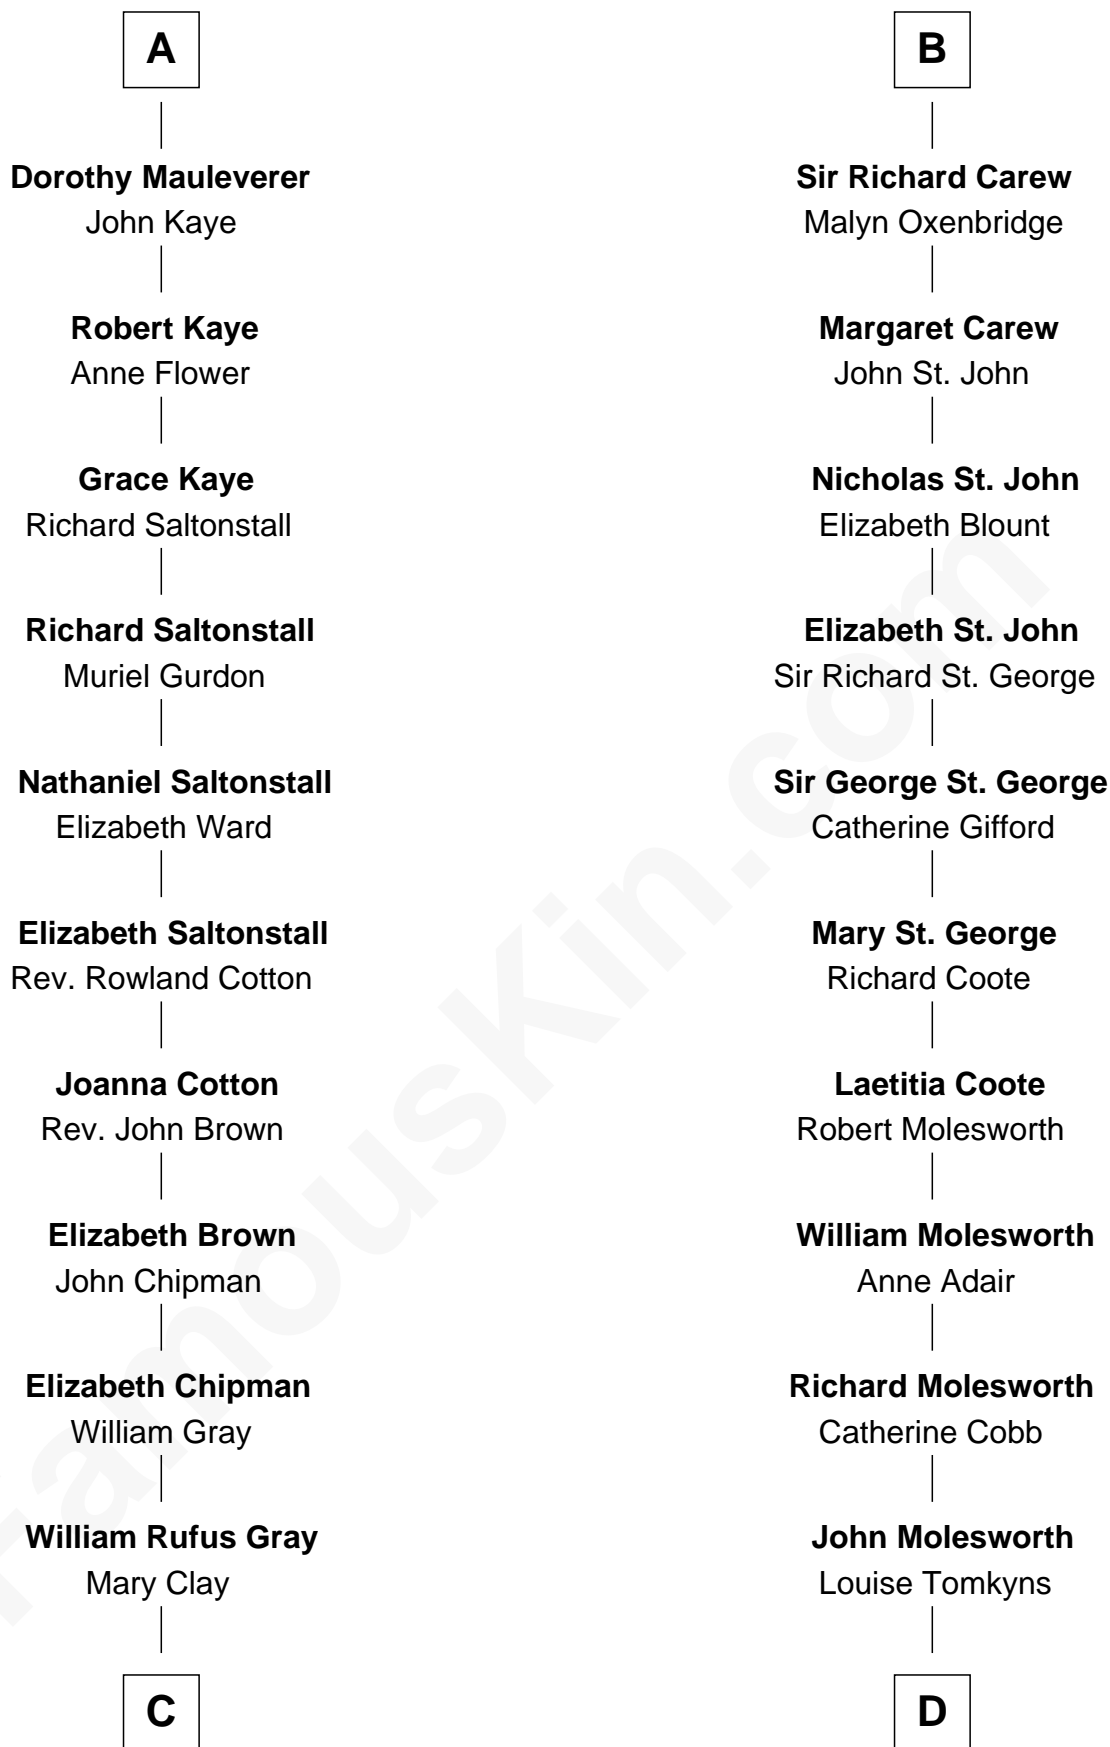 A
Dorothy Mauleverer
John Kaye
Robert Kaye
Anne Flower
Grace Kaye
Richard Saltonstall
Richard Saltonstall
Muriel Gurdon
Nathaniel Saltonstall
Elizabeth Ward
Elizabeth Saltonstall
Rev. Rowland Cotton
Joanna Cotton
Rev. John Brown
Elizabeth Brown
John Chipman
Elizabeth Chipman
William Gray
William Rufus Gray
Mary Clay
C
B
Sir Richard Carew
Malyn Oxenbridge
Margaret Carew
John St. John
Nicholas St. John
Elizabeth Blount
Elizabeth St. John
Sir Richard St. George
Sir George St. George
Catherine Gifford
Mary St. George
Richard Coote
Laetitia Coote
Robert Molesworth
William Molesworth
Anne Adair
Richard Molesworth
Catherine Cobb
John Molesworth
Louise Tomkyns
D
FamousKin.com